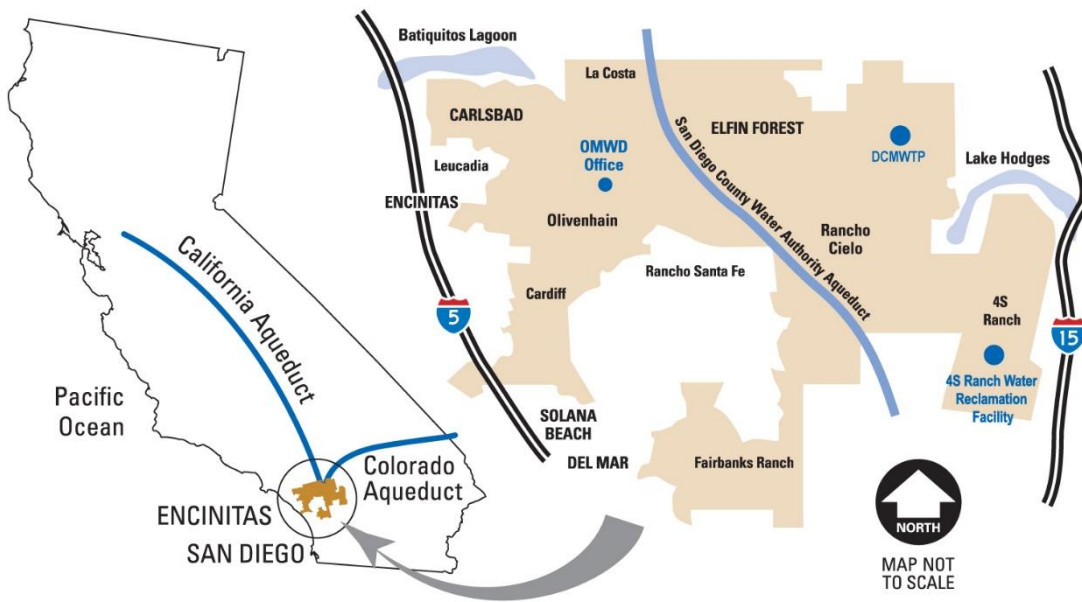 Batiquitos Lagoon
La Costa
CARLSBAD
ELFIN FOREST
Leucadia
OMWD
Office
DCMWTP
Lake Hodges
ENCINITAS
Olivenhain
San Diego County Water Authority Aqueduct
Rancho
Cielo
Rancho Santa Fe
Cardiff
5
4S
Ranch
15
4S Ranch Water
Reclamation
Facility
SOLANA
BEACH
DEL MAR
Fairbanks Ranch
California Aqueduct
Pacific
Ocean
Colorado
Aqueduct
ENCINITAS
SAN DIEGO
NORTH
MAP NOT
TO SCALE